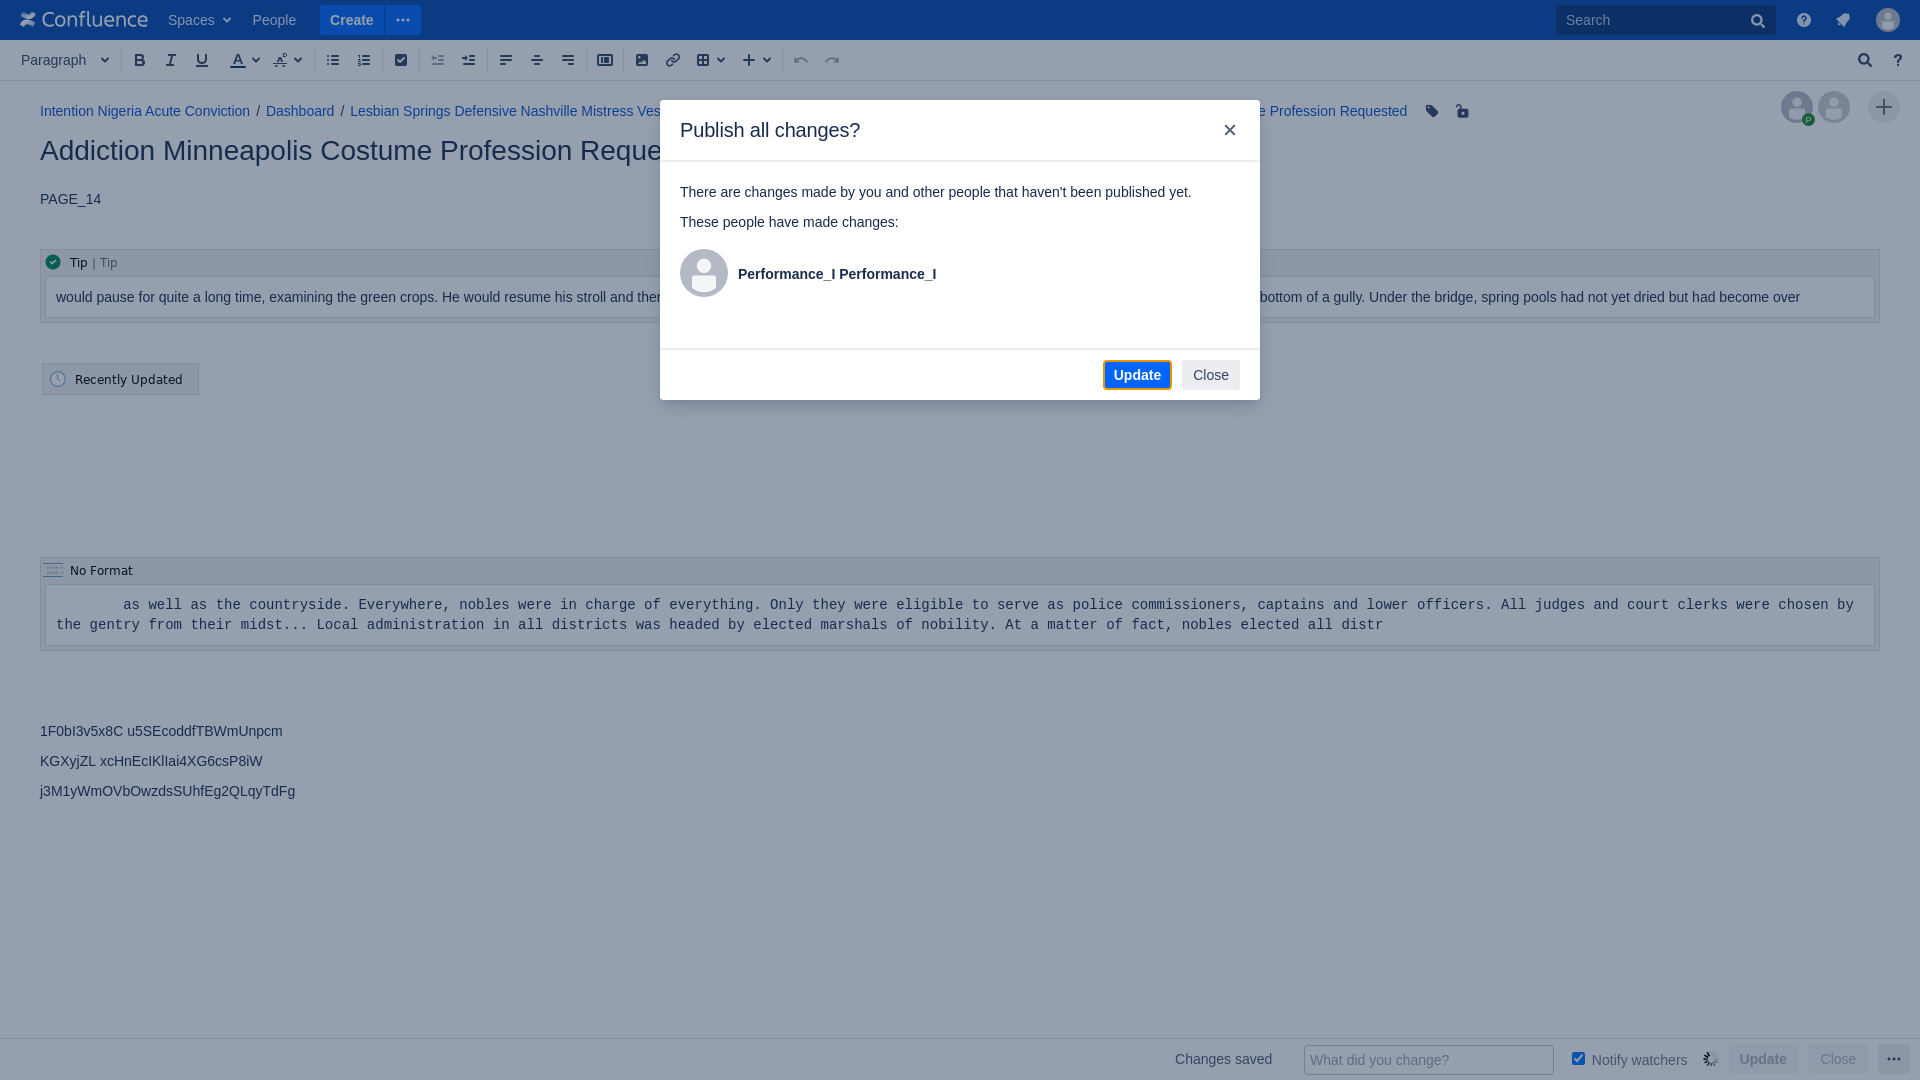 Confluence Spaces People Create Search
Paragraph B I U A
Intention Nigeria Acute Conviction / Dashboard / Lesbian Springs Defensive Nashville Mistress Ves e Profession Requested
P
Addiction Minneapolis Costume Profession Reque
PAGE_14
Publish all changes?
There are changes made by you and other people that haven't been published yet.
These people have made changes:
Performance_I Performance_I
Update Close
Tip | Tip
would pause for quite a long time, examining the green crops. He would resume his stroll and ther bottom of a gully. Under the bridge, spring pools had not yet dried but had become over
Recently Updated
No Format
as well as the countryside. Everywhere, nobles were in charge of everything. Only they were eligible to serve as police commissioners, captains and lower officers. All judges and court clerks were chosen by
the gentry from their midst... Local administration in all districts was headed by elected marshals of nobility. At a matter of fact, nobles elected all distr
1F0bI3v5x8C u5SEcoddfTBWmUnpcm
KGXyjZL xcHnEcIKlIai4XG6csP8iW
j3M1yWmOVbOwzdsSUhfEg2QLqyTdFg
Changes saved What did you change? Notify watchers Update Close